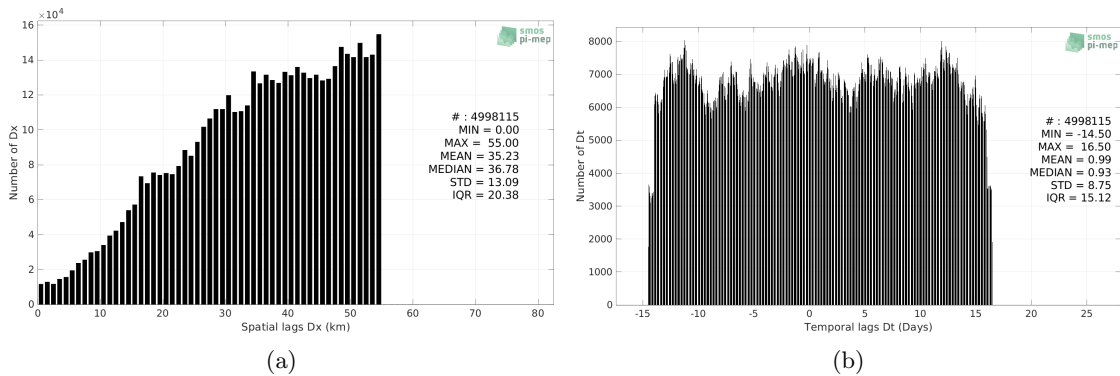 ×10⁴
16
14
12
10
8
6
4
2
0
Number of Dx
0 10 20 30 40 50 60 70 80
Spatial lags Dx (km)
smos
pi-mep
# : 4998115
MIN = 0.00
MAX = 55.00
MEAN = 35.23
MEDIAN = 36.78
STD = 13.09
IQR = 20.38
(a)
8000
7000
6000
5000
4000
3000
2000
1000
0
Number of Dt
-15 -10 -5 0 5 10 15 20 25
Temporal lags Dt (Days)
smos
pi-mep
# : 4998115
MIN = -14.50
MAX = 16.50
MEAN = 0.99
MEDIAN = 0.93
STD = 8.75
IQR = 15.12
(b)